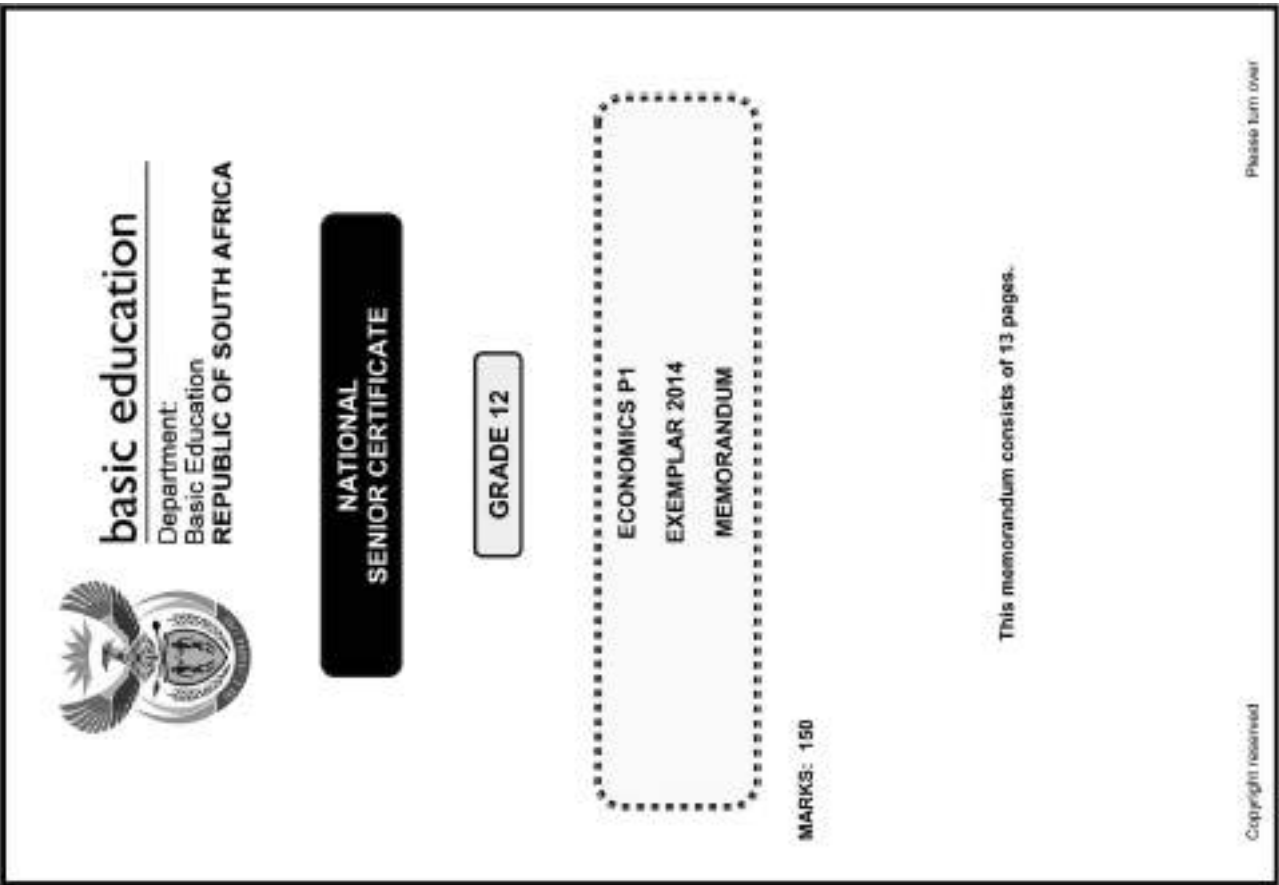 basic education
Department:
Basic Education
REPUBLIC OF SOUTH AFRICA
NATIONAL
SENIOR CERTIFICATE
GRADE 12
ECONOMICS P1
EXEMPLAR 2014
MEMORANDUM
MARKS: 150
This memorandum consists of 13 pages.
Copyright reserved
Please turn over